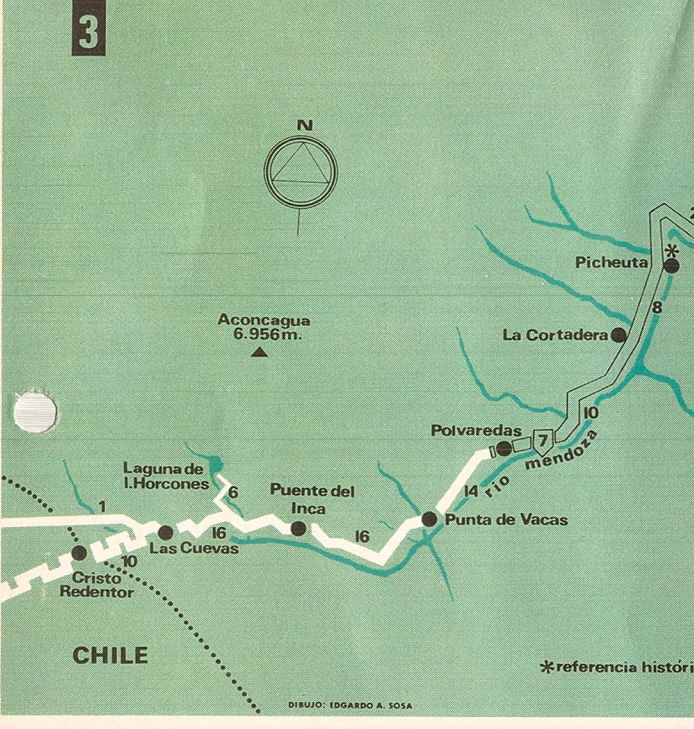 3
N
Picheuta
8
Aconcagua
6.956m.
La Cortadera
10
Polvaredas
7
rio mendoza
14
Laguna de
l.Horcones
6
Puente del
Inca
1
16
16
Punta de Vacas
Las Cuevas
10
Cristo
Redentor
CHILE
*referencia históri
DIBUJO: EDGARDO A. SOSA